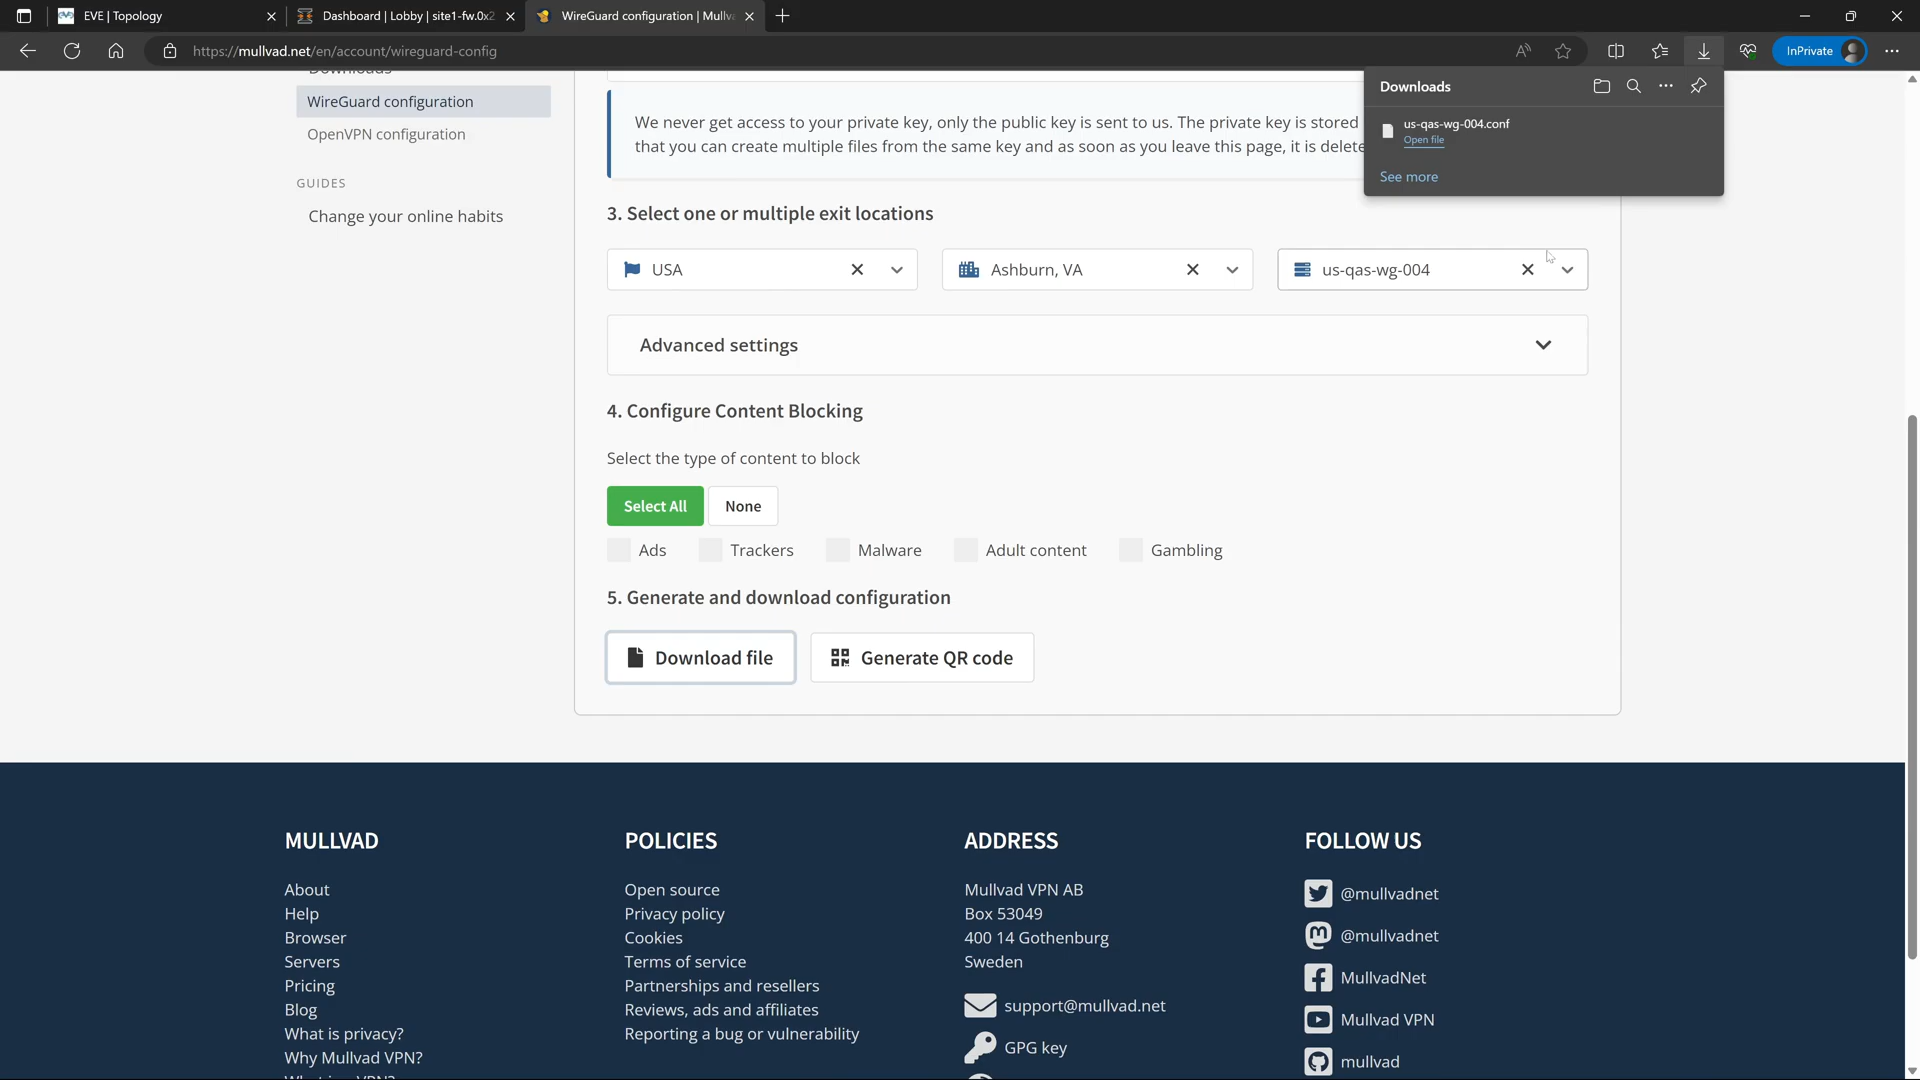 EVE | Topology
Dashboard | Lobby | site1-fw.0x2
WireGuard configuration | Mullva
https://mullvad.net/en/account/wireguard-config
InPrivate
Downloads
us-qas-wg-004.conf
Open file
See more
Downloads
WireGuard configuration
OpenVPN configuration
GUIDES
Change your online habits
We never get access to your private key, only the public key is sent to us. The private key is stored
that you can create multiple files from the same key and as soon as you leave this page, it is delete
3. Select one or multiple exit locations
USA
Ashburn, VA
us-qas-wg-004
Advanced settings
4. Configure Content Blocking
Select the type of content to block
Select All
None
Ads
Trackers
Malware
Adult content
Gambling
5. Generate and download configuration
Download file
Generate QR code
MULLVAD
About
Help
Browser
Servers
Pricing
Blog
What is privacy?
Why Mullvad VPN?
POLICIES
Open source
Privacy policy
Cookies
Terms of service
Partnerships and resellers
Reviews, ads and affiliates
Reporting a bug or vulnerability
ADDRESS
Mullvad VPN AB
Box 53049
400 14 Gothenburg
Sweden
support@mullvad.net
GPG key
FOLLOW US
@mullvadnet
@mullvadnet
MullvadNet
Mullvad VPN
mullvad